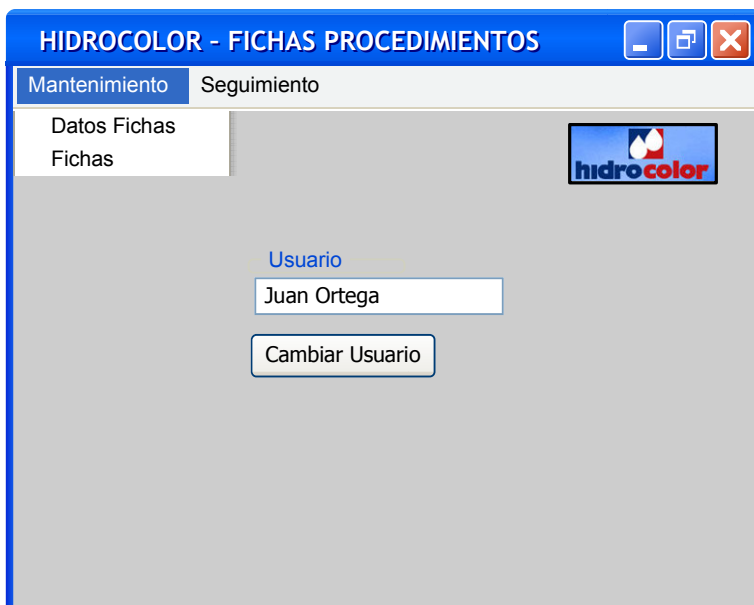 HIDROCOLOR – FICHAS PROCEDIMIENTOS
Mantenimiento Seguimiento
Datos Fichas
Fichas
hidrocolor
Usuario
Juan Ortega
Cambiar Usuario